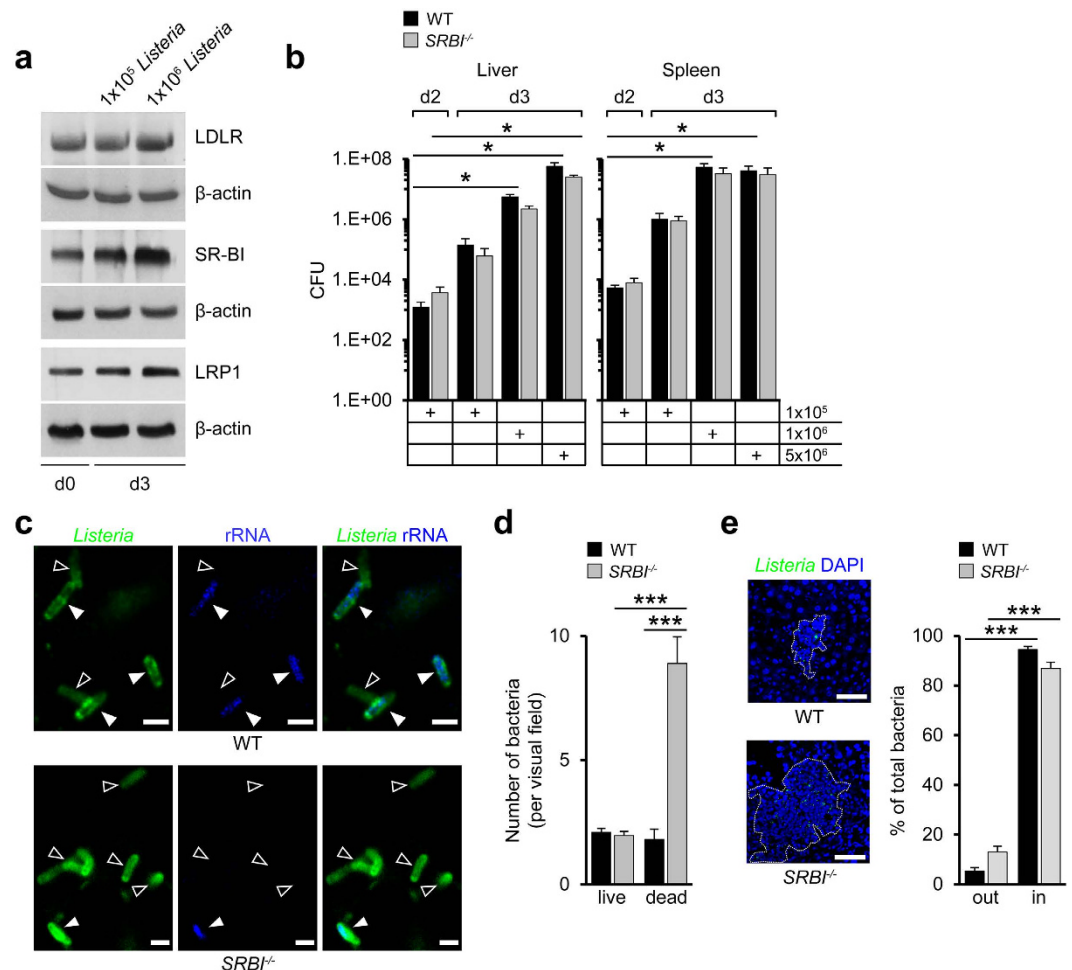 a
1x10⁵ Listeria
1x10⁶ Listeria
LDLR
β-actin
SR-BI
β-actin
LRP1
β-actin
d0 d3
b
WT
SRBI-/-
Liver Spleen
d2 d3 d2 d3
* *
* *
*
CFU
1.E+08
1.E+06
1.E+04
1.E+02
1.E+00
+ + + + 1x10⁵
+ + 1x10⁶
+ + 5x10⁶
c
Listeria rRNA Listeria rRNA
WT
SRBI-/-
d
WT
SRBI-/-
***
***
Number of bacteria
(per visual field)
10
5
0
live dead
e
Listeria DAPI
WT
SRBI-/-
WT
SRBI-/-
***
***
% of total bacteria
100
80
60
40
20
0
out in